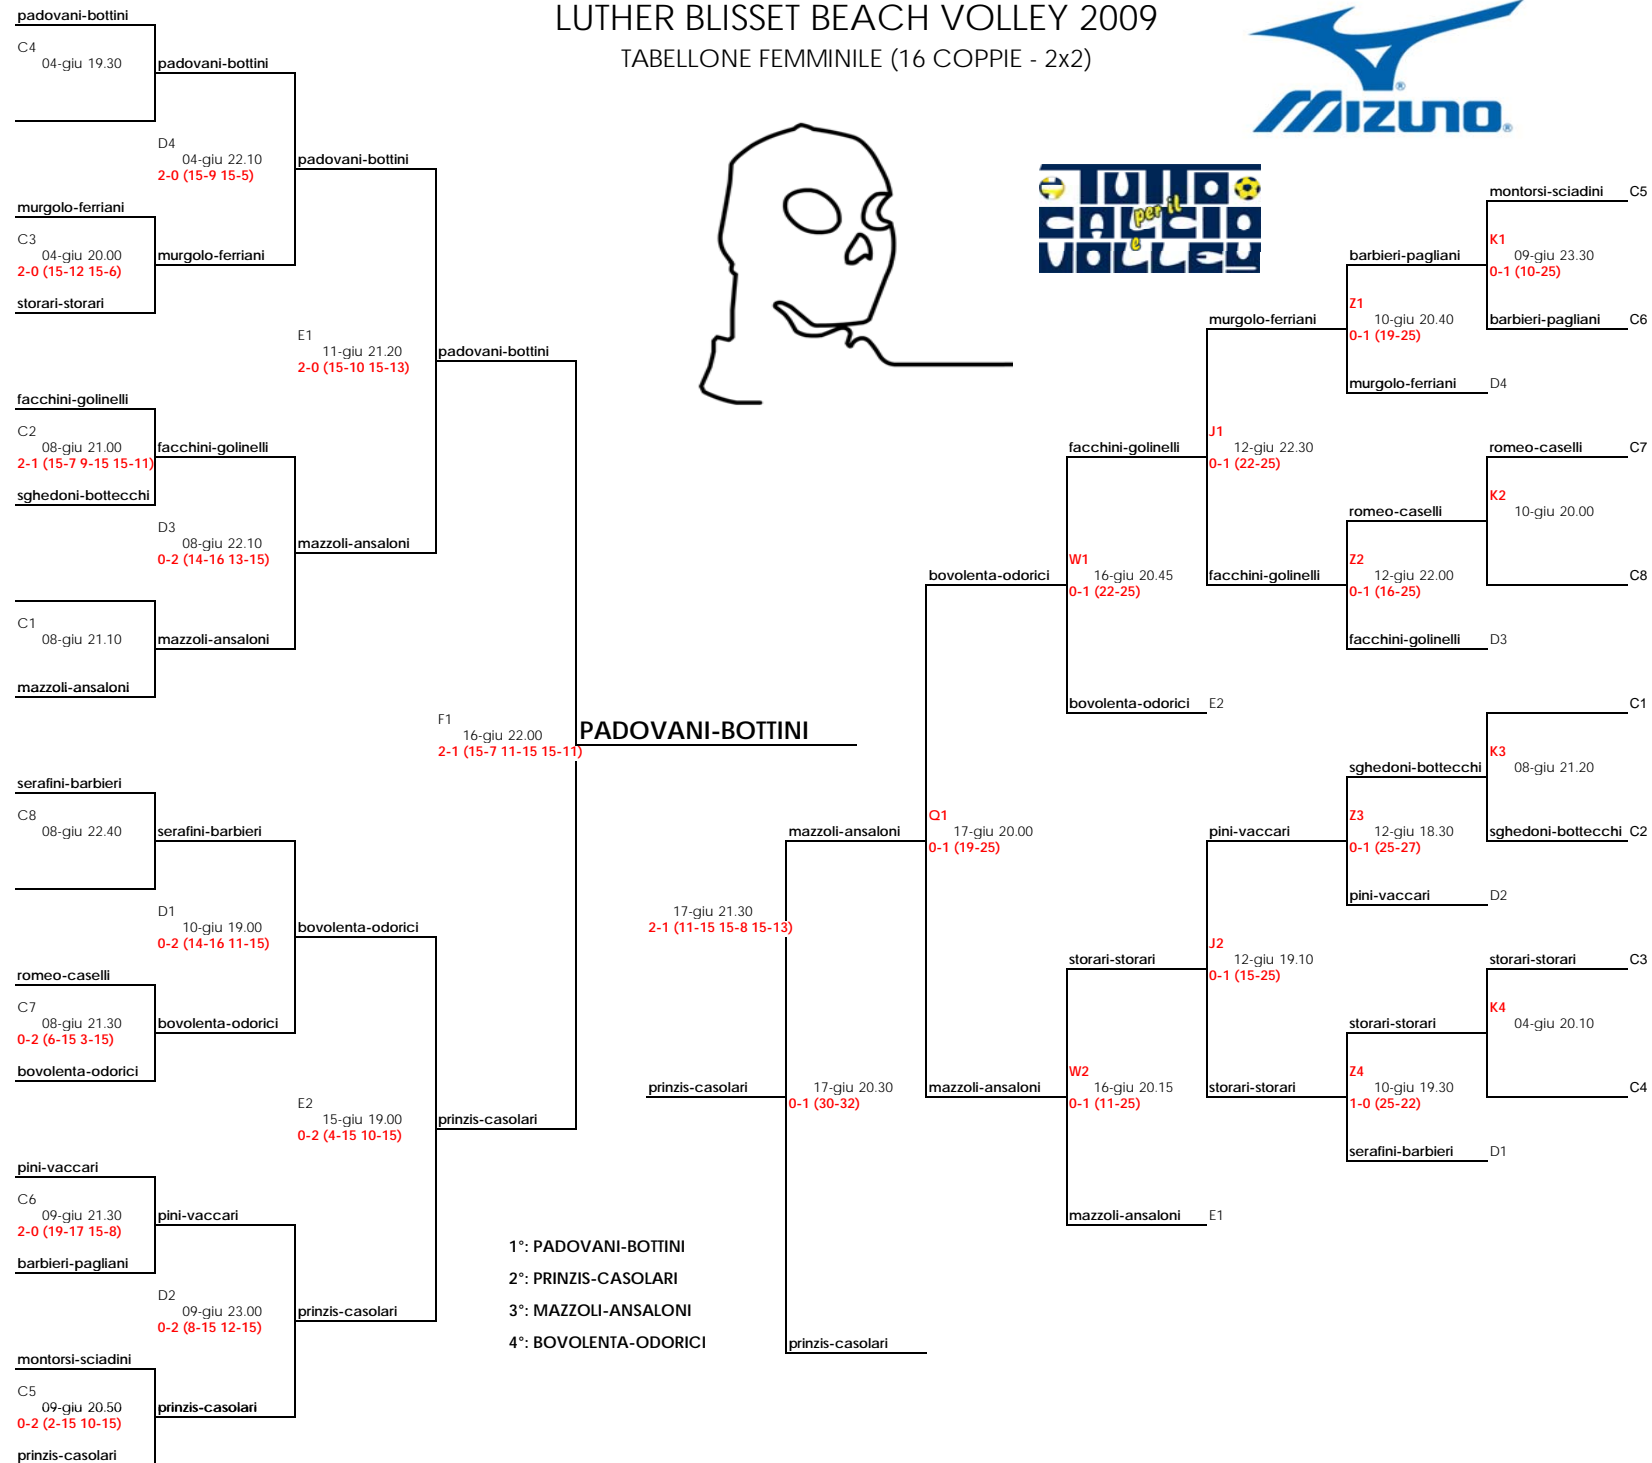 LUTHER BLISSET BEACH VOLLEY 2009
TABELLONE FEMMINILE (16 COPPIE - 2x2)
MIZUNO®
TUTTO
per il
CALCIO
e
VOLLEY
padovani-bottini
C4
04-giu 19.30
padovani-bottini
D4
04-giu 22.10
2-0 (15-9 15-5)
padovani-bottini
murgolo-ferriani
C3
04-giu 20.00
2-0 (15-12 15-6)
murgolo-ferriani
storari-storari
E1
11-giu 21.20
2-0 (15-10 15-13)
padovani-bottini
facchini-golinelli
C2
08-giu 21.00
2-1 (15-7 9-15 15-11)
facchini-golinelli
sghedoni-bottecchi
D3
08-giu 22.10
0-2 (14-16 13-15)
mazzoli-ansaloni
C1
08-giu 21.10
mazzoli-ansaloni
mazzoli-ansaloni
F1
16-giu 22.00
2-1 (15-7 11-15 15-11)
PADOVANI-BOTTINI
serafini-barbieri
C8
08-giu 22.40
serafini-barbieri
D1
10-giu 19.00
0-2 (14-16 11-15)
bovolenta-odorici
romeo-caselli
C7
08-giu 21.30
0-2 (6-15 3-15)
bovolenta-odorici
bovolenta-odorici
E2
15-giu 19.00
0-2 (4-15 10-15)
prinzis-casolari
pini-vaccari
C6
09-giu 21.30
2-0 (19-17 15-8)
pini-vaccari
barbieri-pagliani
D2
09-giu 23.00
0-2 (8-15 12-15)
prinzis-casolari
montorsi-sciadini
C5
09-giu 20.50
0-2 (2-15 10-15)
prinzis-casolari
prinzis-casolari
1°: PADOVANI-BOTTINI
2°: PRINZIS-CASOLARI
3°: MAZZOLI-ANSALONI
4°: BOVOLENTA-ODORICI
17-giu 21.30
2-1 (11-15 15-8 15-13)
prinzis-casolari
mazzoli-ansaloni
17-giu 20.30
0-1 (30-32)
prinzis-casolari
bovolenta-odorici
Q1
17-giu 20.00
0-1 (19-25)
mazzoli-ansaloni
facchini-golinelli
W1
16-giu 20.45
0-1 (22-25)
bovolenta-odorici E2
storari-storari
W2
16-giu 20.15
0-1 (11-25)
mazzoli-ansaloni E1
murgolo-ferriani
J1
12-giu 22.30
0-1 (22-25)
facchini-golinelli
pini-vaccari
J2
12-giu 19.10
0-1 (15-25)
storari-storari
barbieri-pagliani
Z1
10-giu 20.40
0-1 (19-25)
murgolo-ferriani D4
romeo-caselli
Z2
12-giu 22.00
0-1 (16-25)
facchini-golinelli D3
sghedoni-bottecchi
Z3
12-giu 18.30
0-1 (25-27)
pini-vaccari D2
storari-storari
Z4
10-giu 19.30
1-0 (25-22)
serafini-barbieri D1
montorsi-sciadini C5
K1
09-giu 23.30
0-1 (10-25)
barbieri-pagliani C6
romeo-caselli C7
K2
10-giu 20.00
C8
C1
K3
08-giu 21.20
sghedoni-bottecchi C2
storari-storari C3
K4
04-giu 20.10
C4